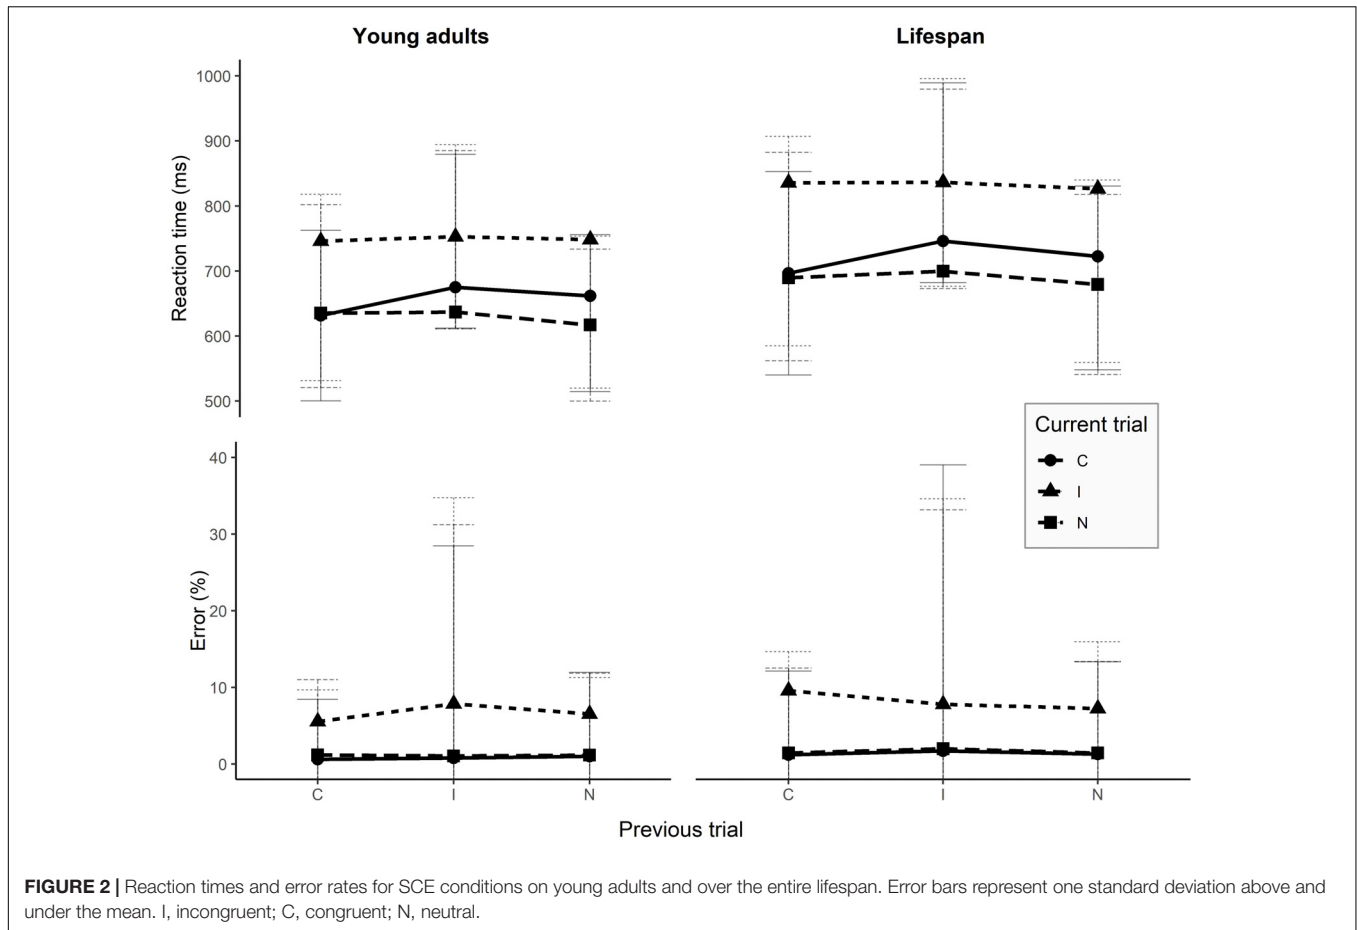 Young adults
Lifespan
Reaction time (ms)
1000
900
800
700
600
500
Current trial
C
I
N
Error (%)
40
30
20
10
0
C I N
C I N
Previous trial
FIGURE 2 | Reaction times and error rates for SCE conditions on young adults and over the entire lifespan. Error bars represent one standard deviation above and
under the mean. I, incongruent; C, congruent; N, neutral.